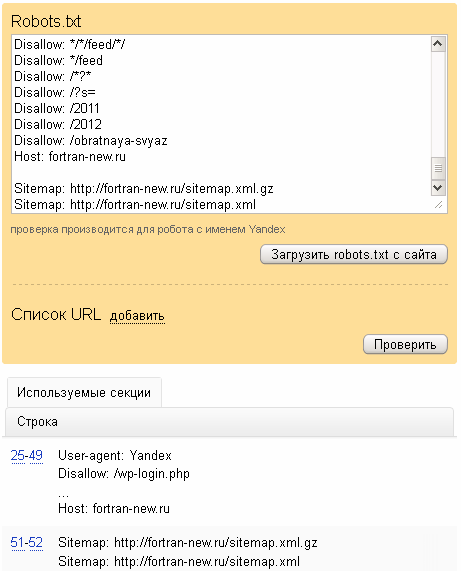 Robots.txt
Disallow: */*/feed/*/
Disallow: */feed
Disallow: /*?*
Disallow: /?s=
Disallow: /2011
Disallow: /2012
Disallow: /obratnaya-svyaz
Host: fortran-new.ru
Sitemap: http://fortran-new.ru/sitemap.xml.gz
Sitemap: http://fortran-new.ru/sitemap.xml
проверка производится для робота с именем Yandex
Загрузить robots.txt с сайта
Список URL добавить
Проверить
Используемые секции
Строка
25-49 User-agent: Yandex
Disallow: /wp-login.php
...
Host: fortran-new.ru
51-52 Sitemap: http://fortran-new.ru/sitemap.xml.gz
Sitemap: http://fortran-new.ru/sitemap.xml